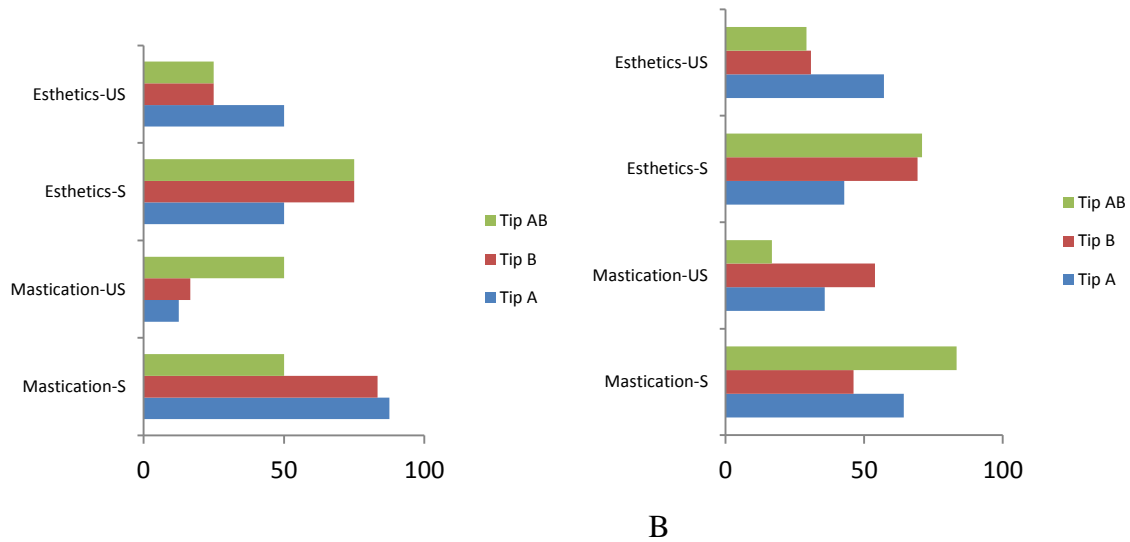 Esthetics-US
Esthetics-S
Mastication-US
Mastication-S
0 50 100
Tip AB
Tip B
Tip A
Esthetics-US
Esthetics-S
Mastication-US
Mastication-S
0 50 100
Tip AB
Tip B
Tip A
B